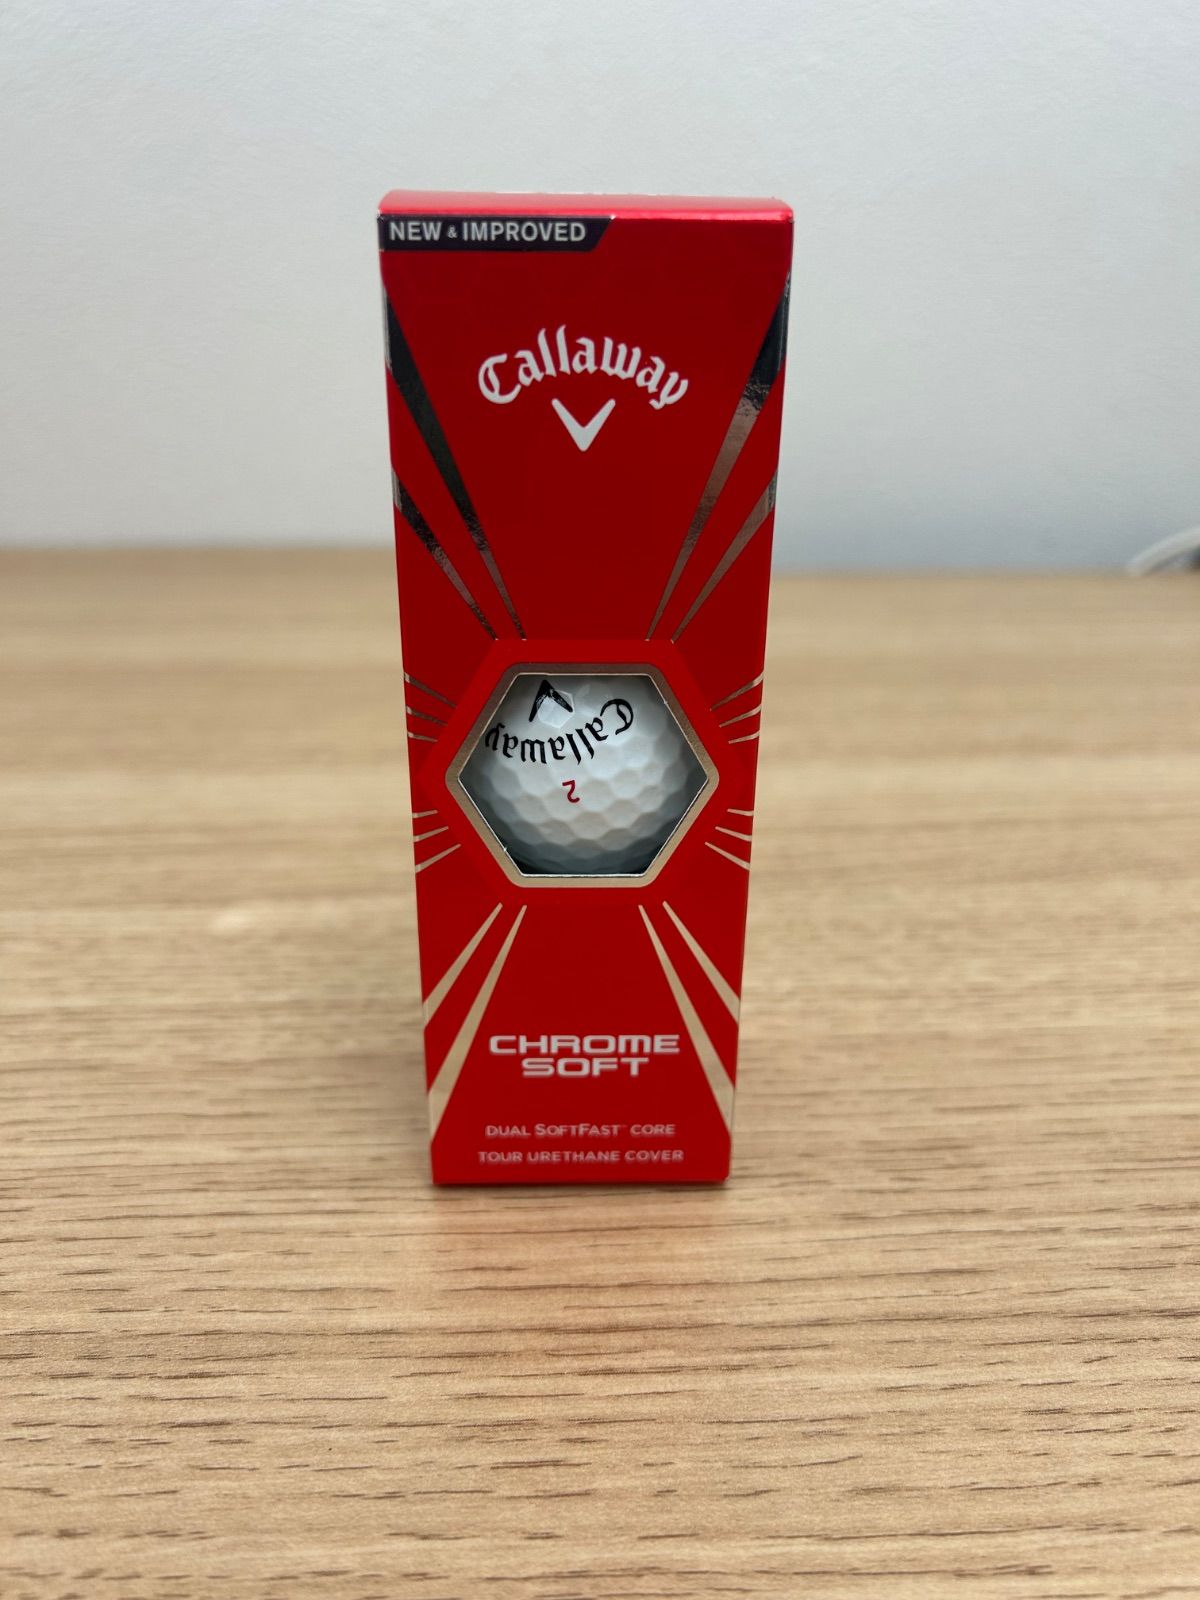 NEW & IMPROVED
Callaway
Callaway
2
CHROME
SOFT
DUAL SOFTFAST™ CORE
TOUR URETHANE COVER